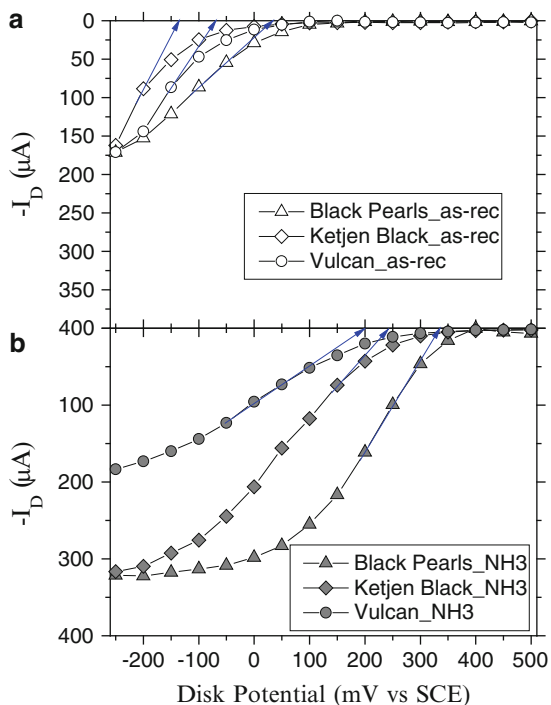 a
0
50
100
150
200
250
300
350
-I_D (μA)
Black Pearls_as-rec
Ketjen Black_as-rec
Vulcan_as-rec
b
400
100
200
300
400
-I_D (μA)
Black Pearls_NH3
Ketjen Black_NH3
Vulcan_NH3
-200 -100 0 100 200 300 400 500
Disk Potential (mV vs SCE)